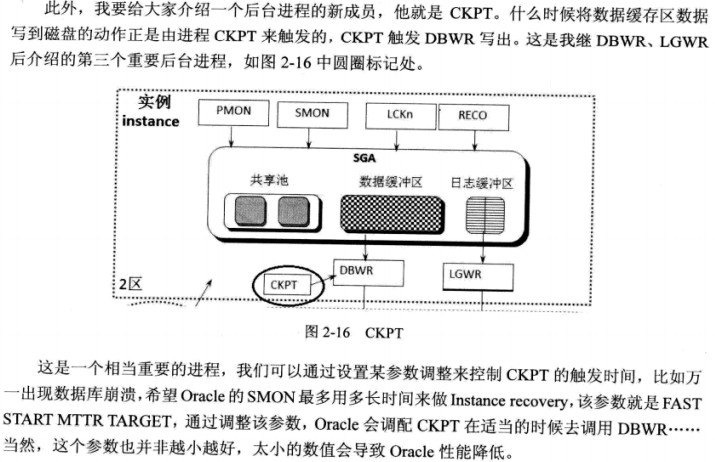 此外，我要给大家介绍一个后台进程的新成员，他就是 CKPT。什么时候将数据缓存区数据
写到磁盘的动作正是由进程 CKPT 来触发的，CKPT 触发 DBWR 写出。这是我继 DBWR、LGWR
后介绍的第三个重要后台进程，如图 2-16 中圆圈标记处。
实例
instance
PMON
SMON
LCKn
RECO
SGA
共享池
数据缓冲区
日志缓冲区
DBWR
LGWR
CKPT
2区
图 2-16 CKPT
这是一个相当重要的进程，我们可以通过设置某参数调整来控制 CKPT 的触发时间，比如万
一出现数据库崩溃，希望 Oracle 的 SMON 最多用多长时间来做 Instance recovery，该参数就是 FAST
START MTTR TARGET，通过调整该参数，Oracle 会调配 CKPT 在适当的时候去调用 DBWR……
当然，这个参数也并非越小越好，太小的数值会导致 Oracle 性能降低。